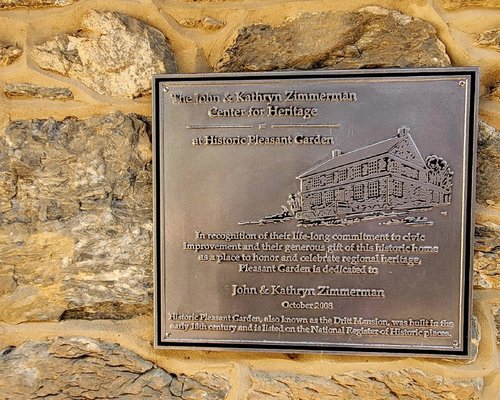 The John & Kathryn Zimmerman
Center for Heritage
at Historic Pleasant Garden
In recognition of their life-long commitment to civic
improvement and their generous gift of this historic home
as a place to honor and celebrate regional heritage,
Pleasant Garden is dedicated to
John & Kathryn Zimmerman
October 2008
Historic Pleasant Garden, also known as the Dritt Mansion, was built in the
early 18th century and is listed on the National Register of Historic places.